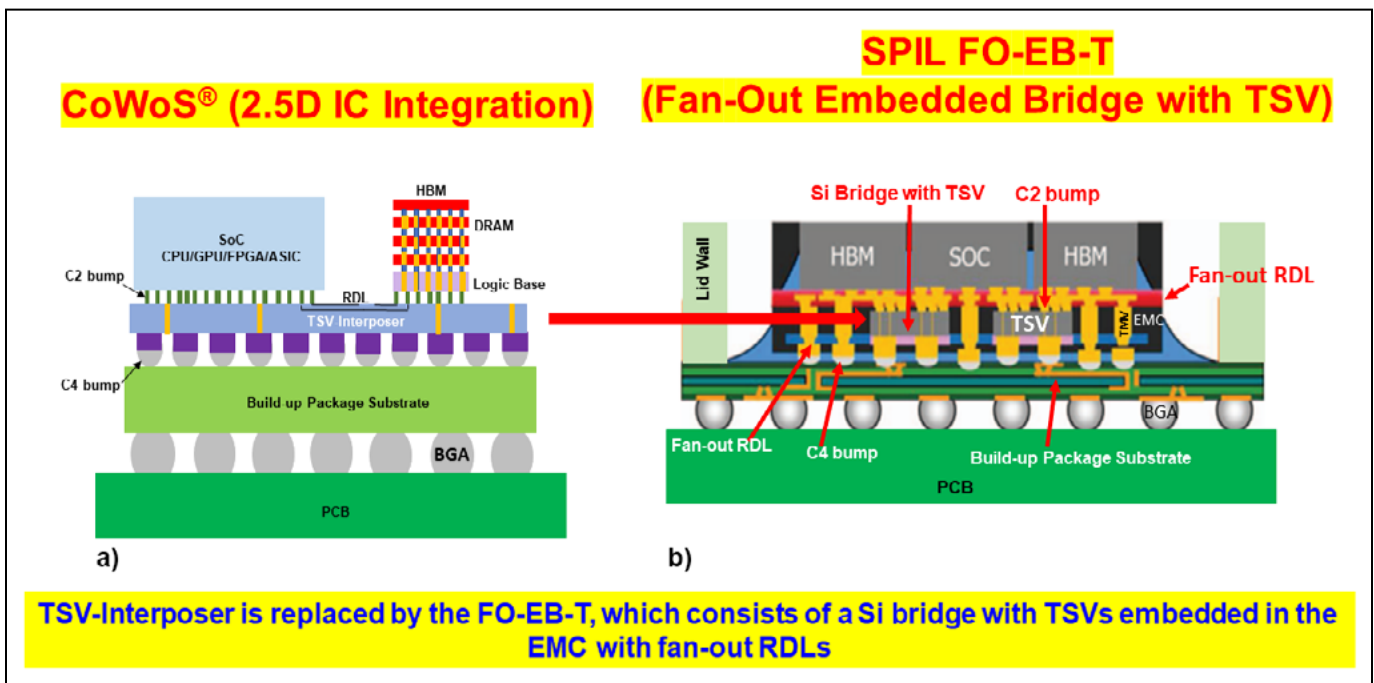 CoWoS® (2.5D IC Integration)
SPIL FO-EB-T
(Fan-Out Embedded Bridge with TSV)
HBM
DRAM
SoC
CPU/GPU/FPGA/ASIC
C2 bump
Logic Base
RDL
TSV Interposer
C4 bump
Build-up Package Substrate
BGA
PCB
a)
Si Bridge with TSV
C2 bump
Lid Wall
HBM
SOC
HBM
Fan-out RDL
TSV
TMV
EMC
BGA
Fan-out RDL
C4 bump
Build-up Package Substrate
PCB
b)
TSV-Interposer is replaced by the FO-EB-T, which consists of a Si bridge with TSVs embedded in the
EMC with fan-out RDLs